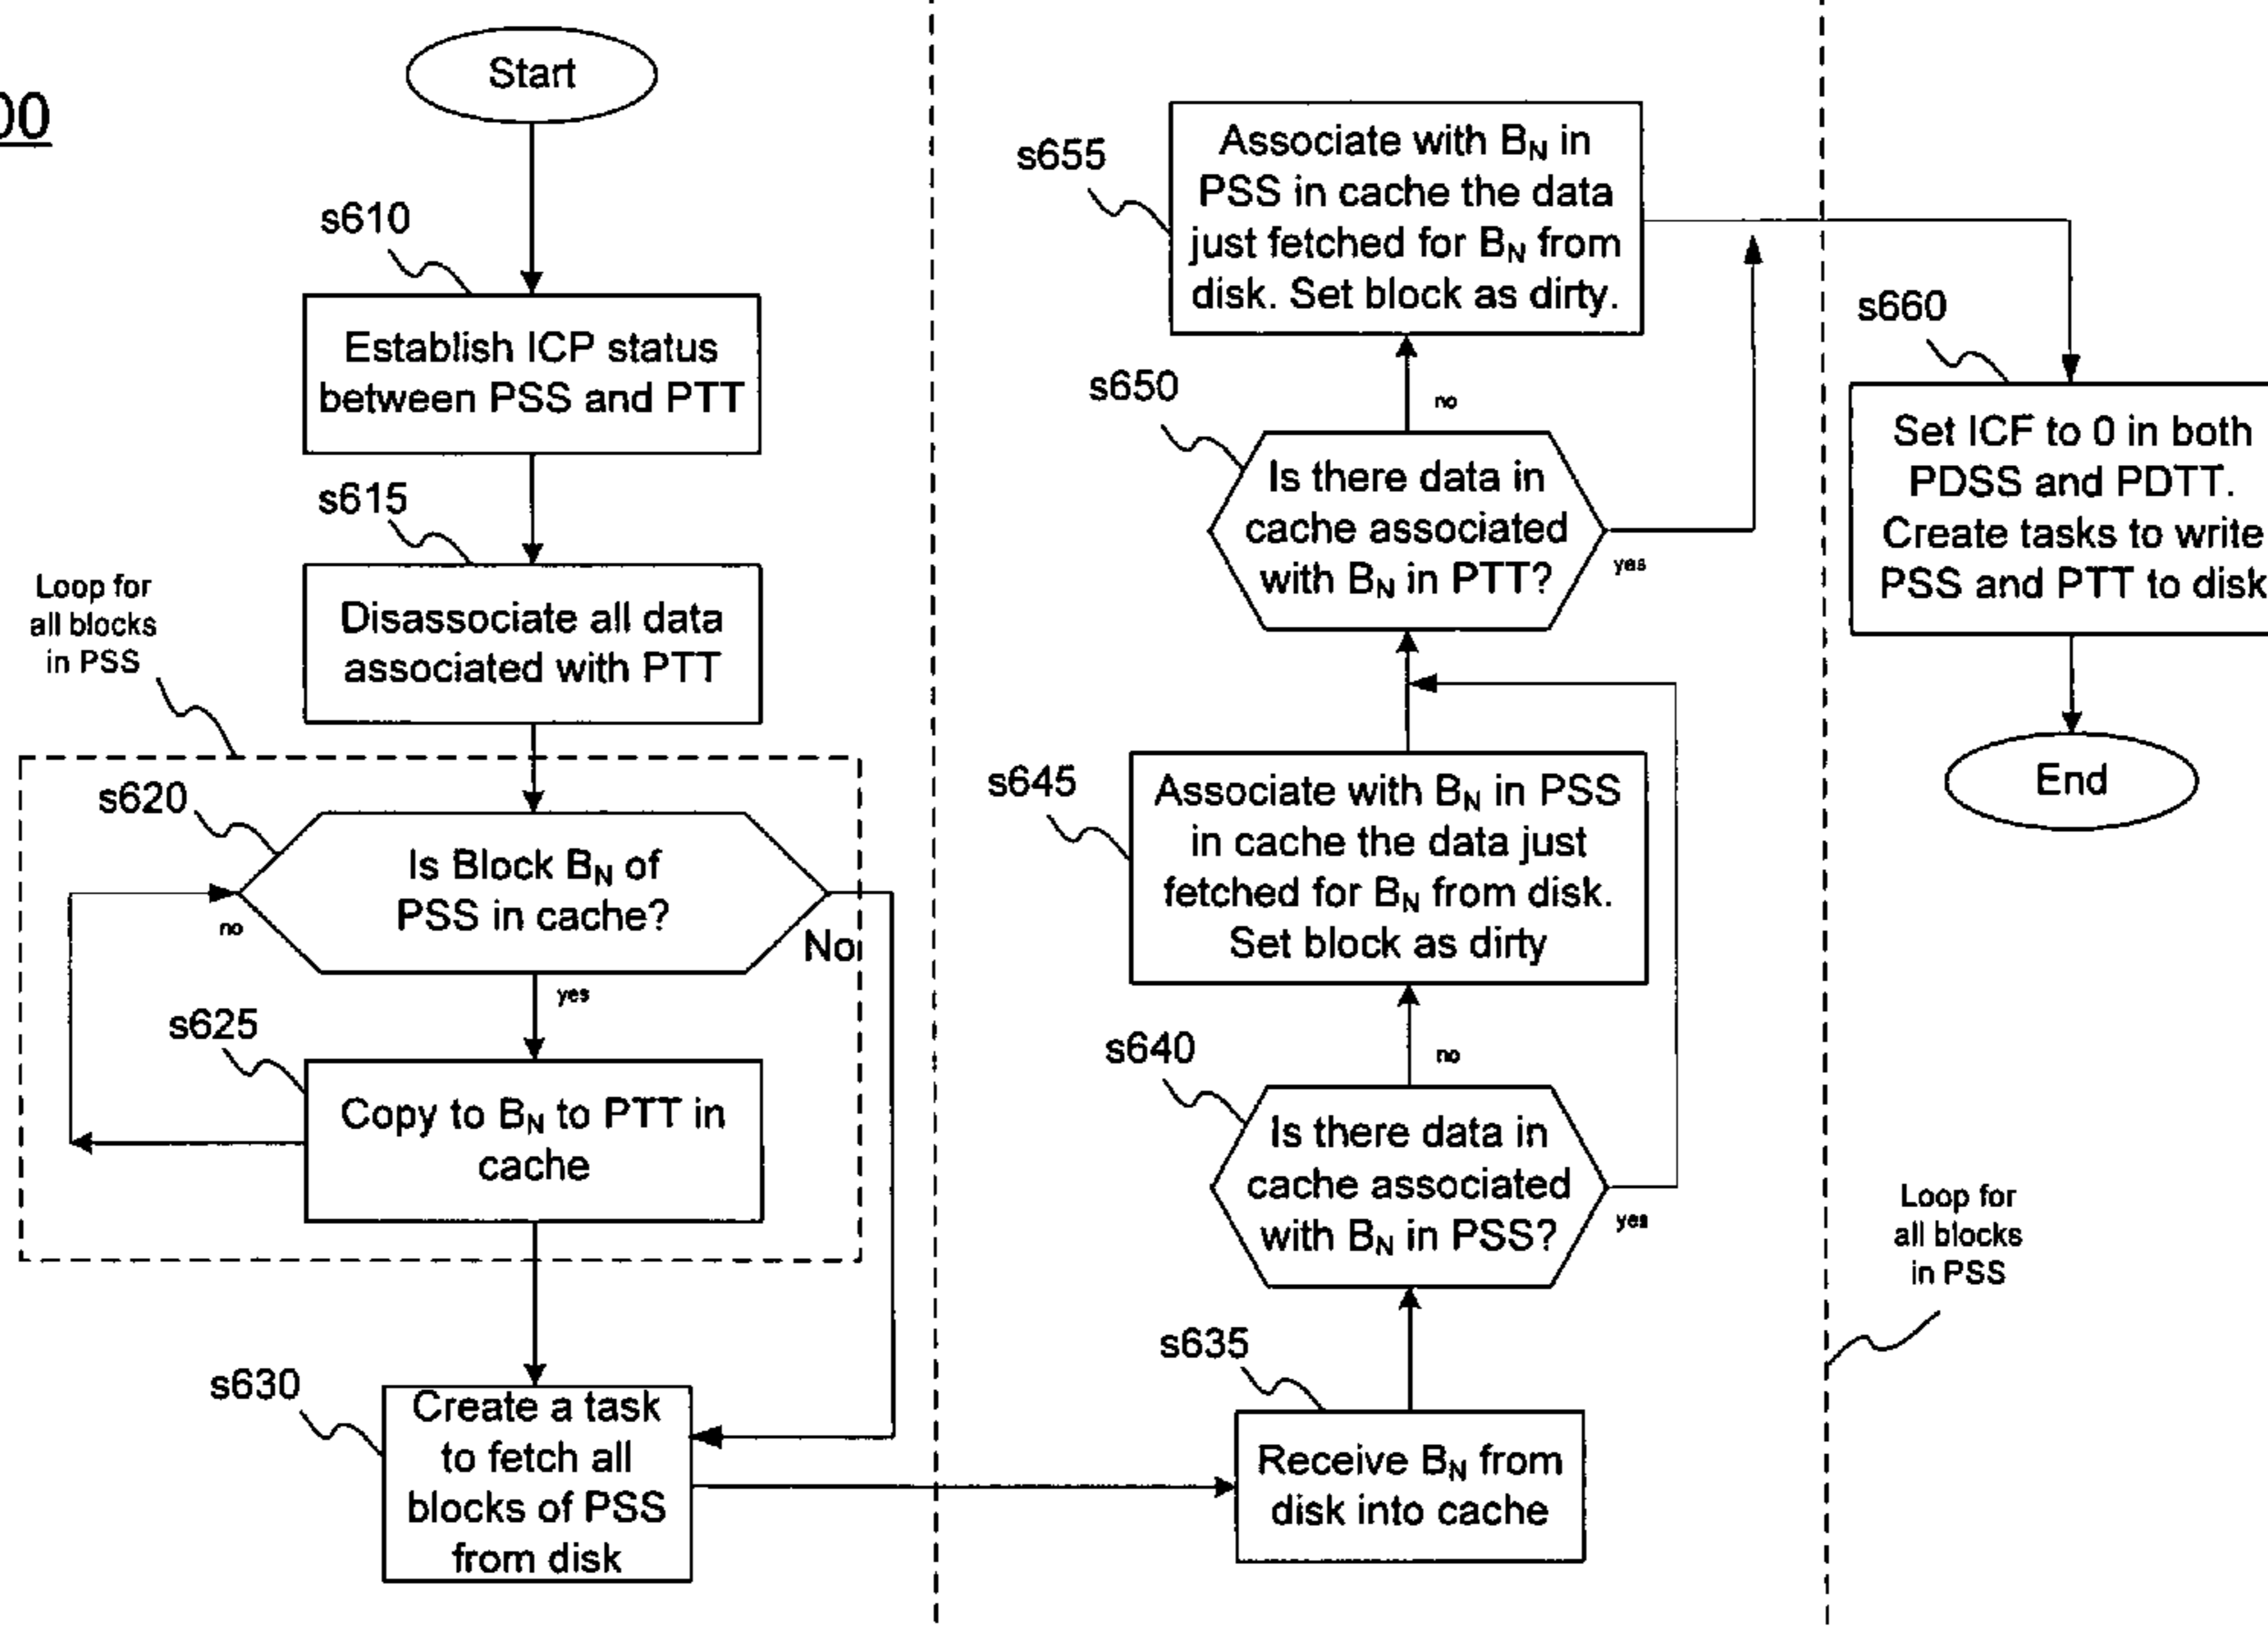 00
Start
s610
Establish ICP status
between PSS and PTT
s615
Disassociate all data
associated with PTT
Loop for
all blocks
in PSS
s620
Is Block BN of
PSS in cache?
no
No
yes
s625
Copy to BN to PTT in
cache
s630
Create a task
to fetch all
blocks of PSS
from disk
s655
Associate with BN in
PSS in cache the data
just fetched for BN from
disk. Set block as dirty.
s650
no
Is there data in
cache associated
with BN in PTT?
yes
s645
Associate with BN in PSS
in cache the data just
fetched for BN from disk.
Set block as dirty
s640
no
Is there data in
cache associated
with BN in PSS?
yes
s635
Receive BN from
disk into cache
s660
Set ICF to 0 in both
PDSS and PDTT.
Create tasks to write
PSS and PTT to disk
End
Loop for
all blocks
in PSS